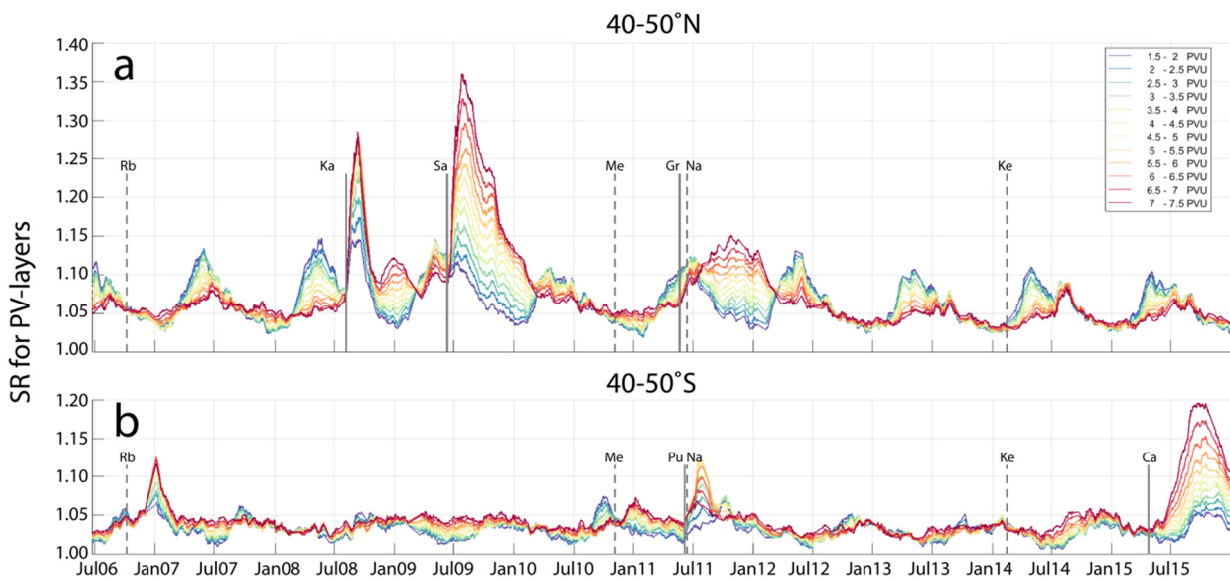 40-50˚N
a
SR for PV-layers
1.40
1.35
1.30
1.25
1.20
1.15
1.10
1.05
1.00
1.5 - 2 PVU
2 - 2.5 PVU
2.5 - 3 PVU
3 - 3.5 PVU
3.5 - 4 PVU
4 - 4.5 PVU
4.5 - 5 PVU
5 - 5.5 PVU
5.5 - 6 PVU
6 - 6.5 PVU
6.5 - 7 PVU
7 - 7.5 PVU
Rb Ka Sa Me Gr Na Ke
40-50˚S
b
1.20
1.15
1.10
1.05
1.00
Rb Me Pu Na Ke Ca
Jul06 Jan07 Jul07 Jan08 Jul08 Jan09 Jul09 Jan10 Jul10 Jan11 Jul11 Jan12 Jul12 Jan13 Jul13 Jan14 Jul14 Jan15 Jul15